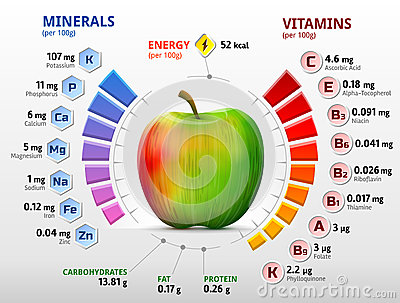 MINERALS
(per 100g)
107 mg K
Potassium
11 mg P
Phosphorus
6 mg Ca
Calcium
5 mg Mg
Magnesium
1 mg Na
Sodium
0.12 mg Fe
Iron
0.04 mg Zn
Zinc
ENERGY 52 kcal
(per 100g)
VITAMINS
(per 100g)
C 4.6 mg
Ascorbic Acid
E 0.18 mg
Alpha-Tocopherol
B3 0.091 mg
Niacin
B6 0.041 mg
B2 0.026 mg
Riboflavin
B1 0.017 mg
Thiamine
A 3 µg
B9 3 µg
Folate
K 2.2 µg
Phylloquinone
CARBOHYDRATES
13.81 g
FAT
0.17 g
PROTEIN
0.26 g
dreamstime